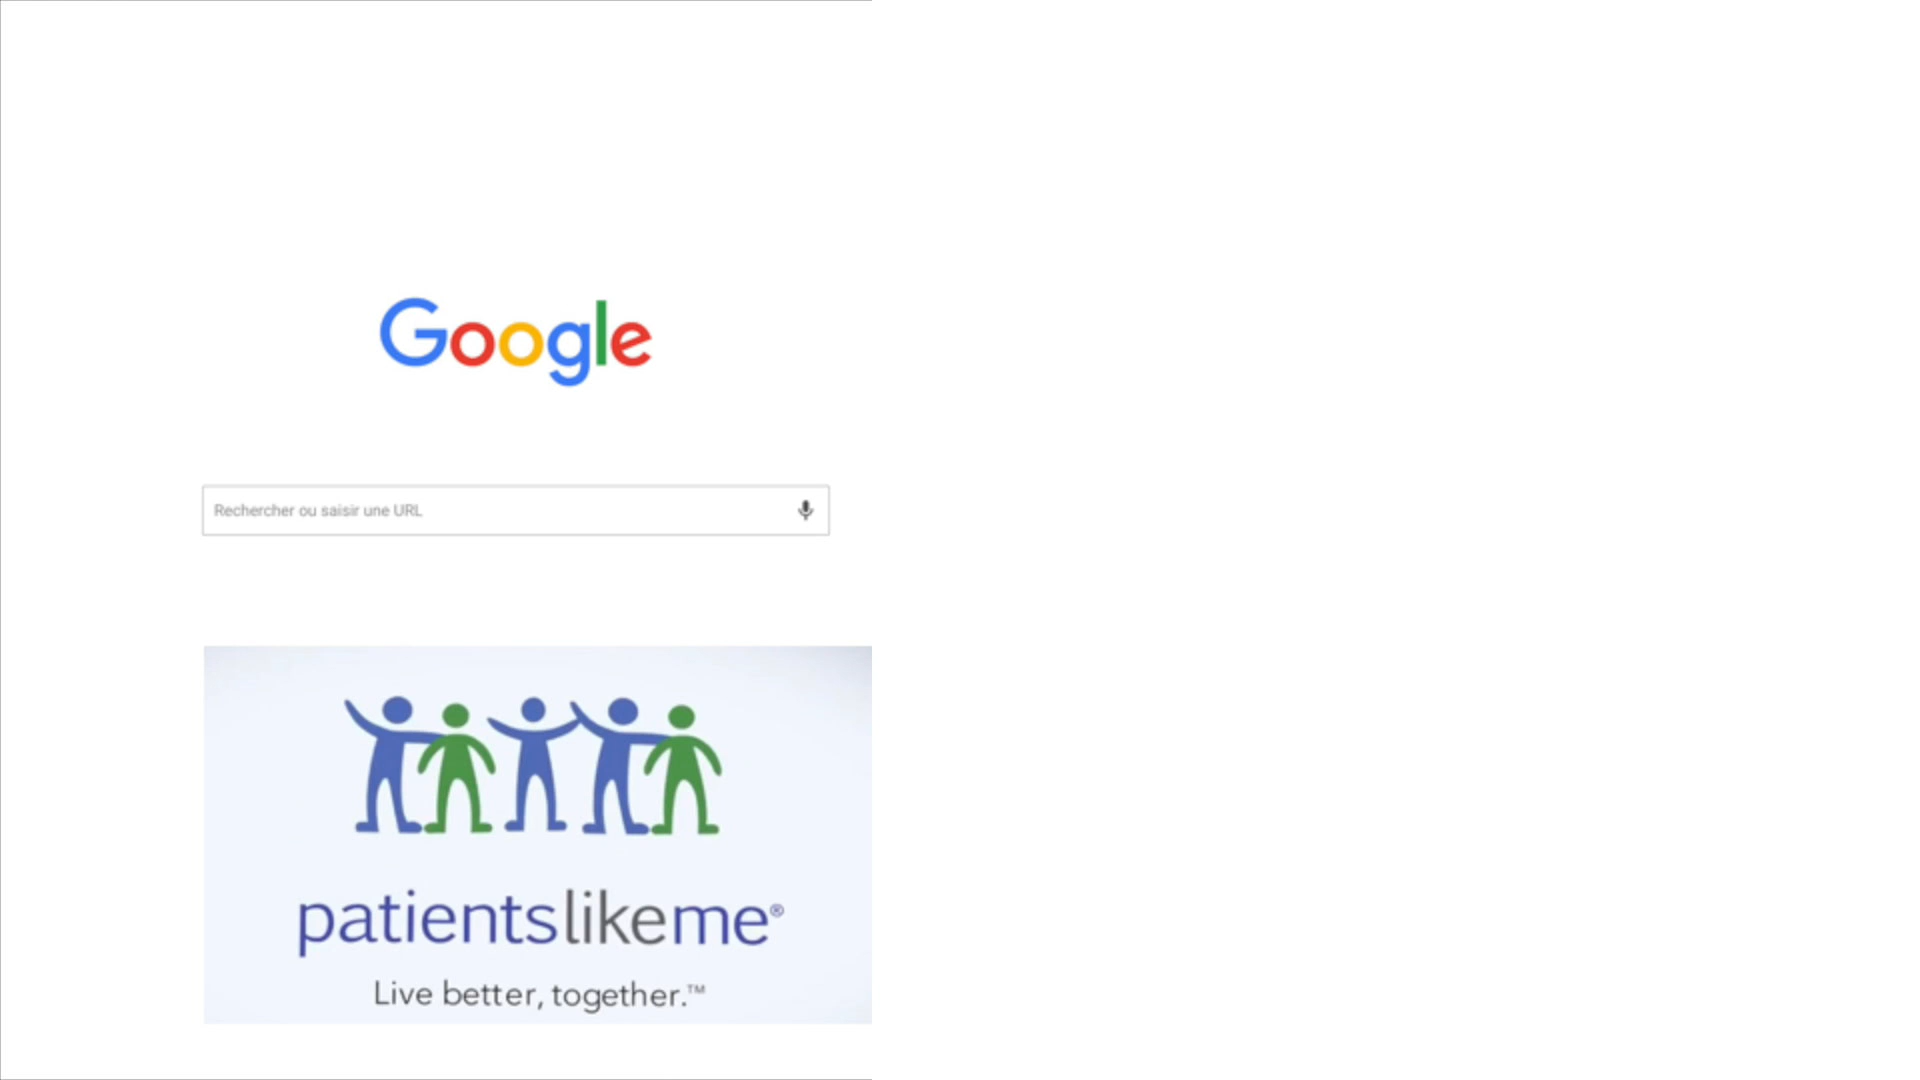 Google
Rechercher ou saisir une URL
patientslikeme®
Live better, together.™